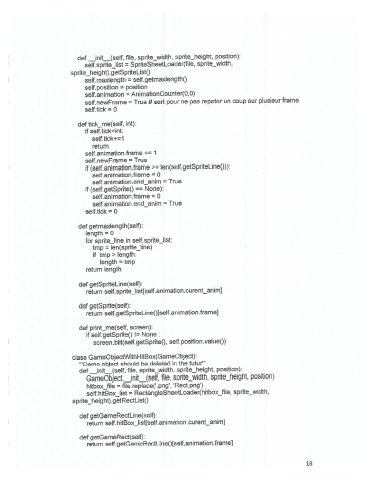 def __init__(self, file, sprite_width, sprite_height, position):
self.sprite_list = SpriteSheetLoader(file, sprite_width,
sprite_height).getSpriteList()
self.maxlength = self.getmaxlength()
self.position = position
self.animation = AnimationCounter(0,0)
self.newFrame = True # sert pour ne pas repeter un coup sur plusieur frame
self.tick = 0
def tick_me(self, int):
if self.tick<int:
self.tick+=1
return
self.animation.frame += 1
self.newFrame = True
if (self.animation.frame >= len(self.getSpriteLine())):
self.animation.frame = 0
self.animation.end_anim = True
if (self.getSprite() == None):
self.animation.frame = 0
self.animation.end_anim = True
self.tick = 0
def getmaxlength(self):
length = 0
for sprite_line in self.sprite_list:
tmp = len(sprite_line)
if tmp > length:
length = tmp
return length
def getSpriteLine(self):
return self.sprite_list[self.animation.curent_anim]
def getSprite(self):
return self.getSpriteLine()[self.animation.frame]
def print_me(self, screen):
if self.getSprite() != None :
screen.blit(self.getSprite(), self.position.value())
class GameObjectWithHitBox(GameObject):
"""Demo object should be deleted in the futur"""
def __init__(self, file, sprite_width, sprite_height, position):
GameObject.__init__(self, file, sprite_width, sprite_height, position)
hitbox_file = file.replace('.png', 'Rect.png')
self.hitBox_list = RectangleSheetLoader(hitbox_file, sprite_width,
sprite_height).getRectList()
def getGameRectLine(self):
return self.hitBox_list[self.animation.curent_anim]
def getGameRect(self):
return self.getGameRectLine()[self.animation.frame]
18